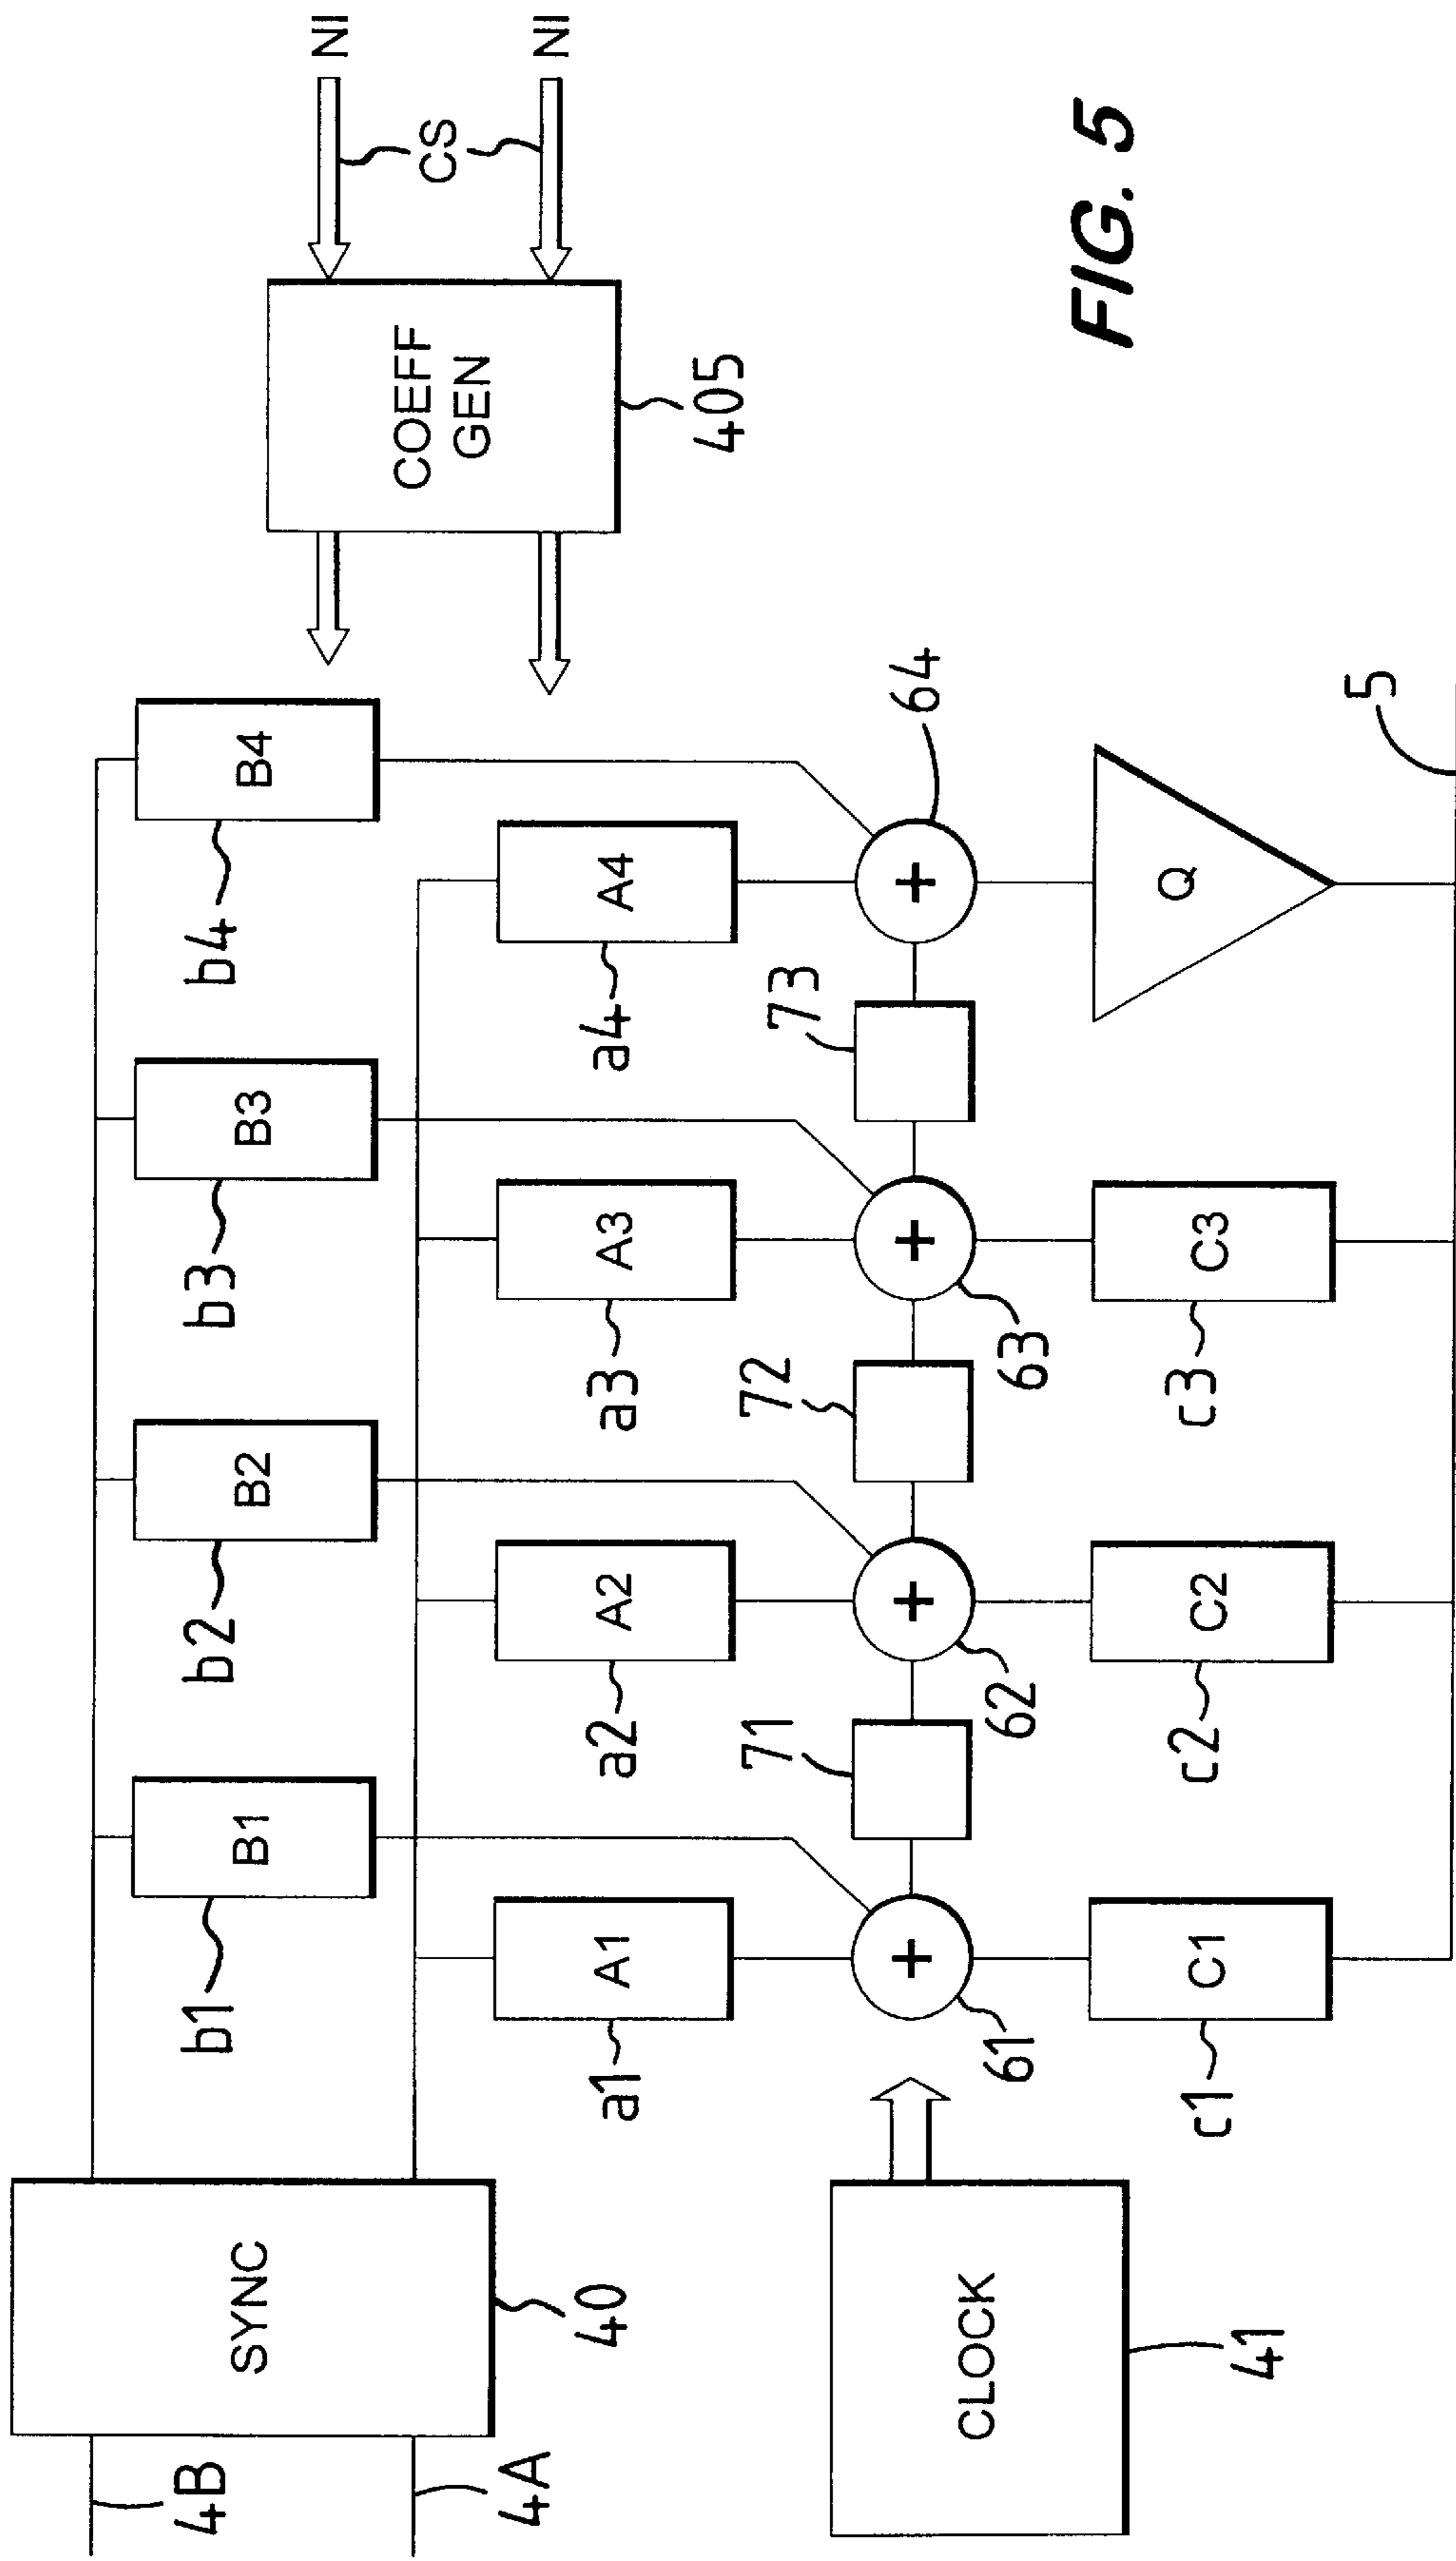 4B
4A
SYNC
40
CLOCK
41
b1
B1
b2
B2
b3
B3
b4
B4
a1
A1
a2
A2
a3
A3
a4
A4
COEFF
GEN
405
NI
NI
CS
61
+
71
62
+
72
63
+
73
64
+
c1
C1
c2
C2
c3
C3
Q
5
FIG. 5